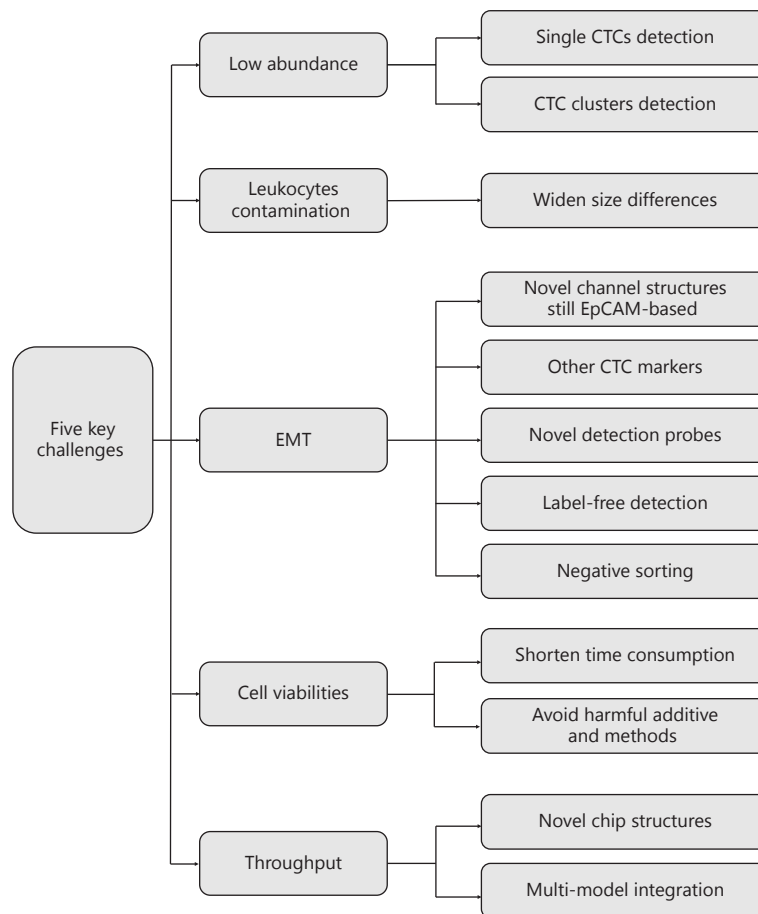 Five key
challenges
Low abundance
Single CTCs detection
CTC clusters detection
Leukocytes
contamination
Widen size differences
EMT
Novel channel structures
still EpCAM-based
Other CTC markers
Novel detection probes
Label-free detection
Negative sorting
Cell viabilities
Shorten time consumption
Avoid harmful additive
and methods
Throughput
Novel chip structures
Multi-model integration